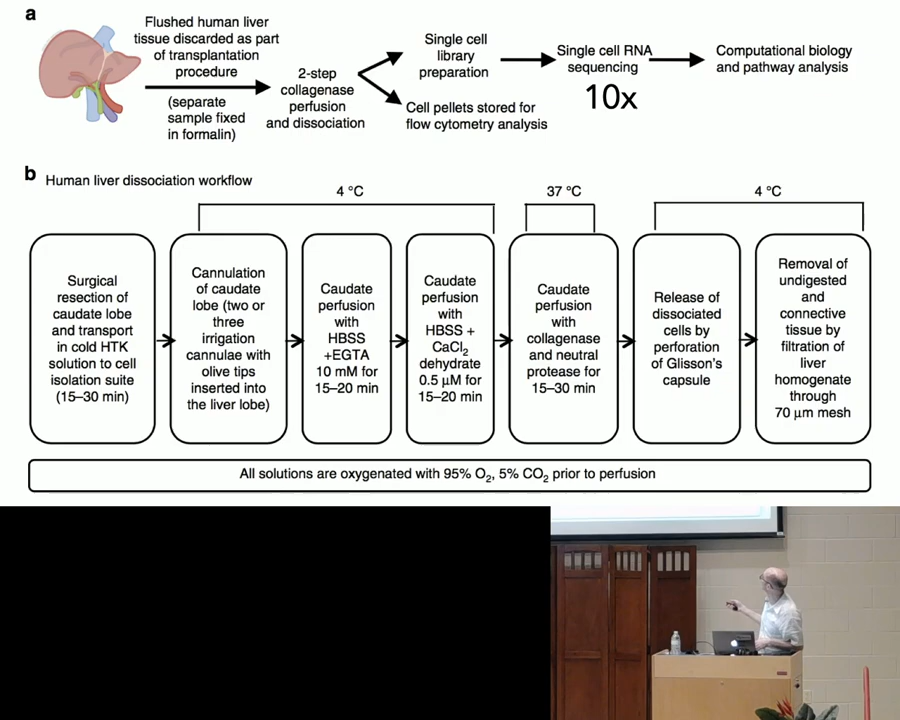 a
Flushed human liver
tissue discarded as part
of transplantation
procedure
(separate
sample fixed
in formalin)
2-step
collagenase
perfusion
and dissociation
Single cell
library
preparation
Cell pellets stored for
flow cytometry analysis
Single cell RNA
sequencing
10x
Computational biology
and pathway analysis
b
Human liver dissociation workflow
4 °C
37 °C
4 °C
Surgical
resection of
caudate lobe
and transport
in cold HTK
solution to cell
isolation suite
(15–30 min)
Cannulation
of caudate
lobe (two or
three
irrigation
cannulae with
olive tips
inserted into
the liver lobe)
Caudate
perfusion
with
HBSS
+EGTA
10 mM for
15–20 min
Caudate
perfusion
with
HBSS +
CaCl2
dehydrate
0.5 μM for
15–20 min
Caudate
perfusion
with
collagenase
and neutral
protease for
15–30 min
Release of
dissociated
cells by
perforation
of Glisson's
capsule
Removal of
undigested
and
connective
tissue by
filtration of
liver
homogenate
through
70 μm mesh
All solutions are oxygenated with 95% O2, 5% CO2 prior to perfusion